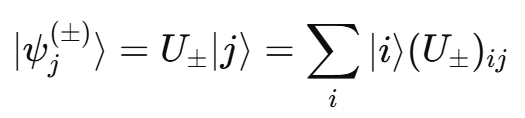 |ψ_j^{(±)}⟩ = U_±|j⟩ = ∑_i |i⟩(U_±)_{ij}